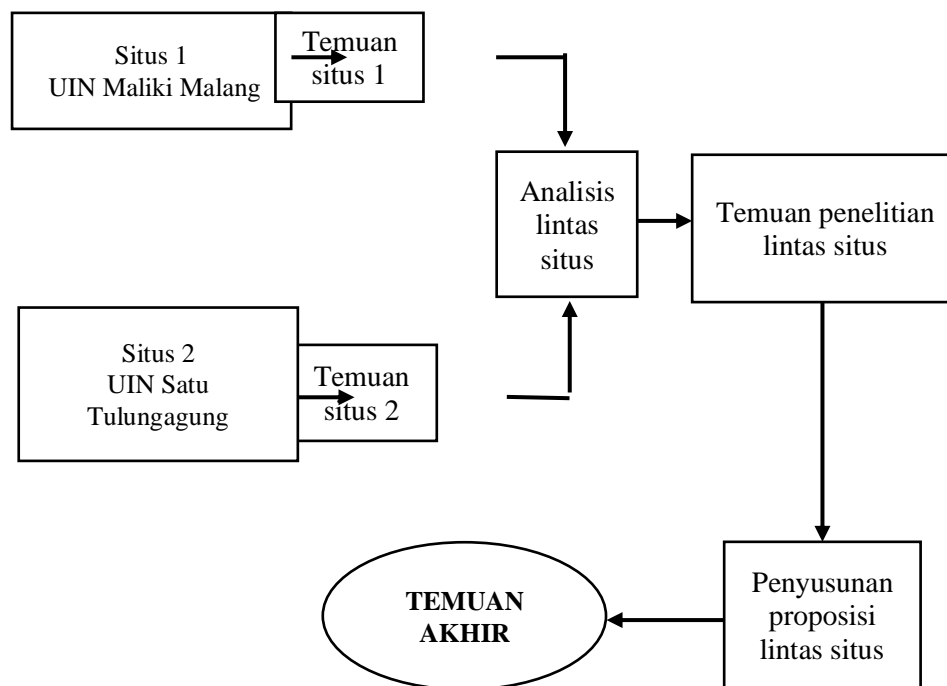 Situs 1
UIN Maliki Malang
Temuan
situs 1
Analisis
lintas
situs
Temuan penelitian
lintas situs
Situs 2
UIN Satu
Tulungagung
Temuan
situs 2
Penyusunan
proposisi
lintas situs
TEMUAN
AKHIR